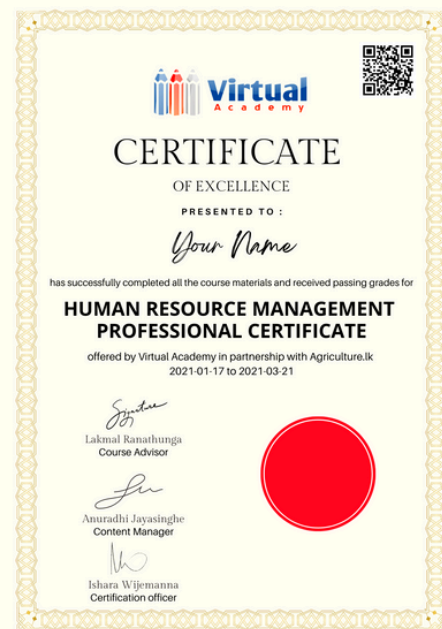 Virtual
Academy
CERTIFICATE
OF EXCELLENCE
PRESENTED TO :
Your Name
has successfully completed all the course materials and received passing grades for
HUMAN RESOURCE MANAGEMENT
PROFESSIONAL CERTIFICATE
offered by Virtual Academy in partnership with Agriculture.lk
2021-01-17 to 2021-03-21
Signature
Lakmal Ranathunga
Course Advisor
Anuradhi Jayasinghe
Content Manager
Ishara Wijemanna
Certification officer